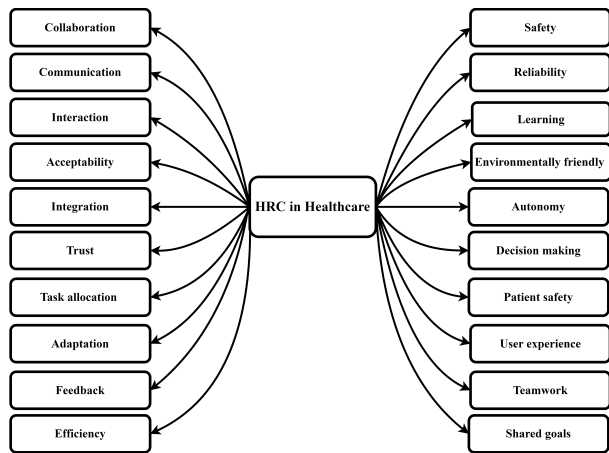 Collaboration
Communication
Interaction
Acceptability
Integration
Trust
Task allocation
Adaptation
Feedback
Efficiency
HRC in Healthcare
Safety
Reliability
Learning
Environmentally friendly
Autonomy
Decision making
Patient safety
User experience
Teamwork
Shared goals